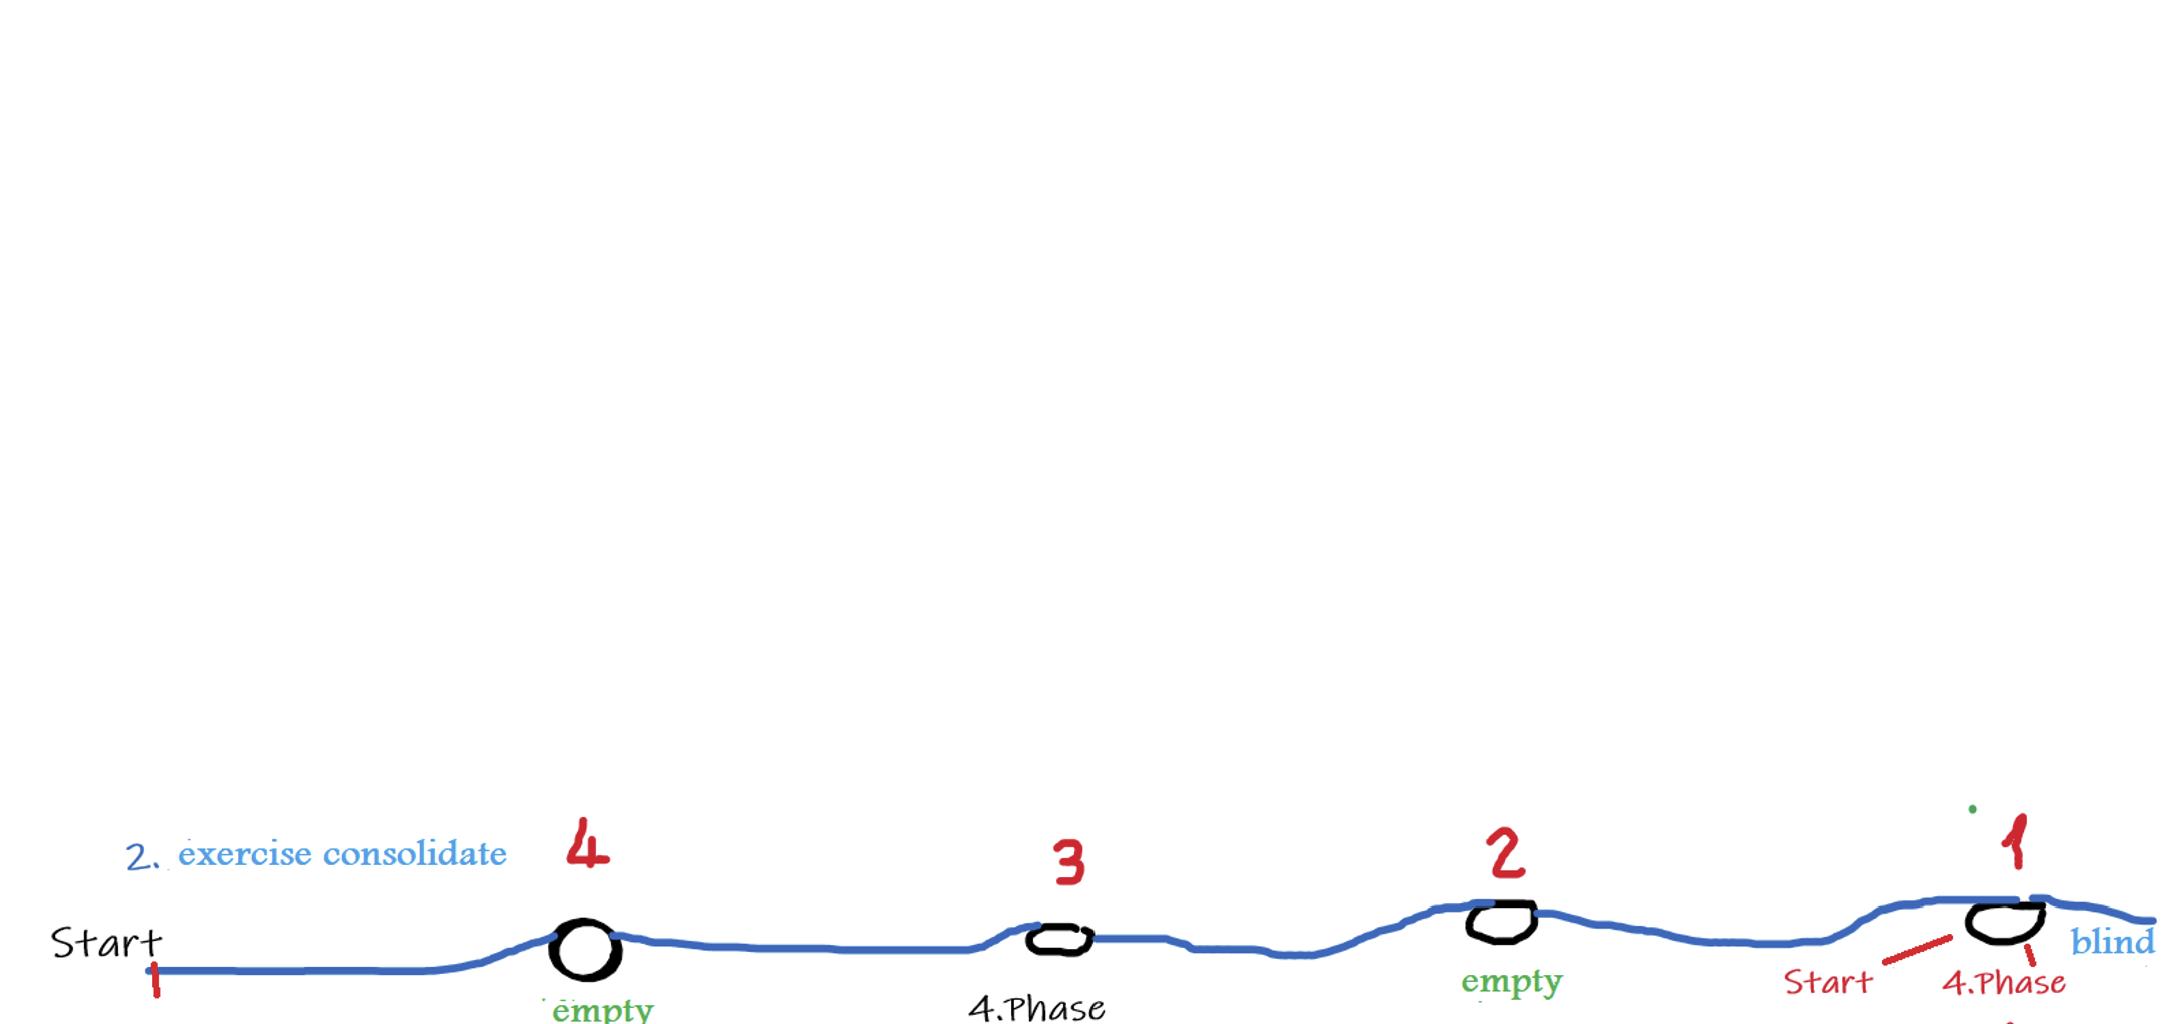 2. exercise consolidate
4
3
2
1
Start
blind
empty
4.Phase
empty
Start
4.Phase